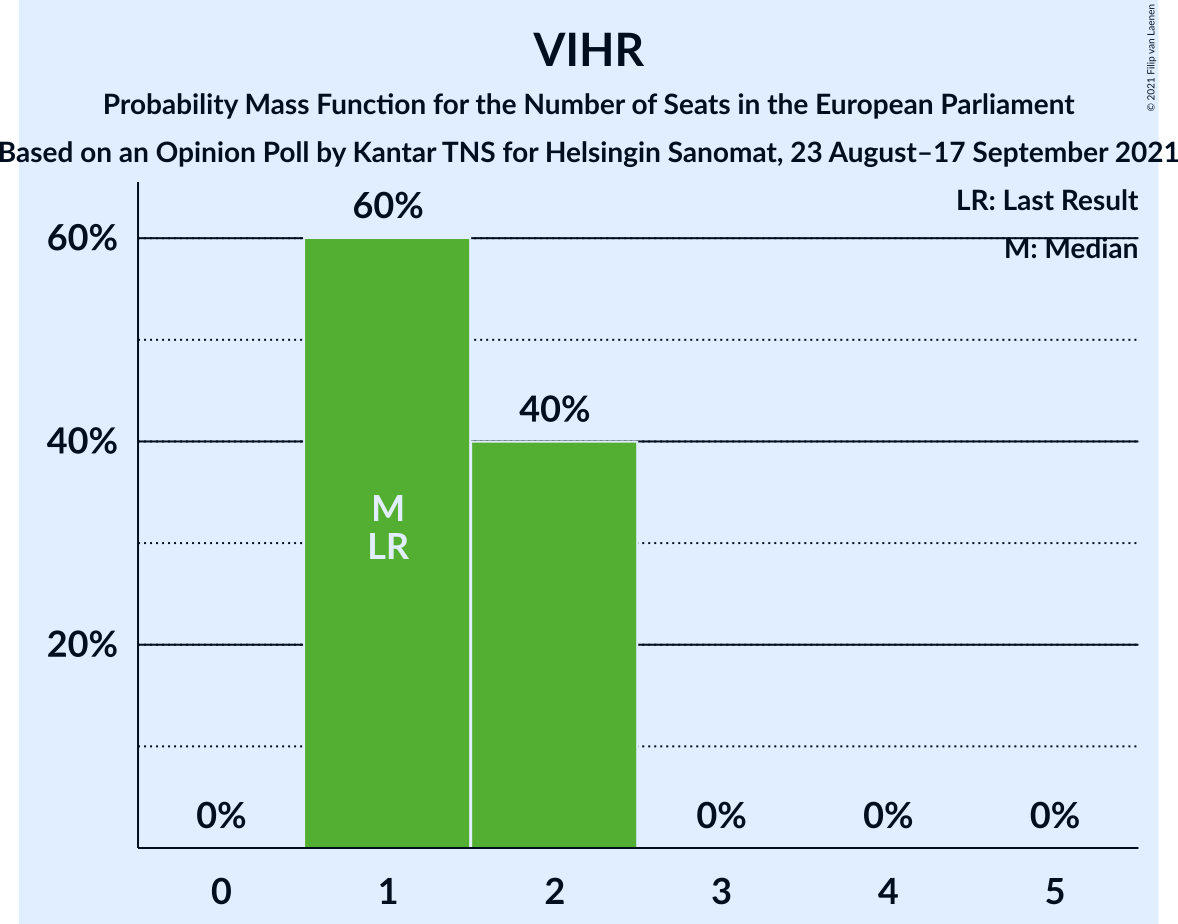 VIHR
Probability Mass Function for the Number of Seats in the European Parliament
Based on an Opinion Poll by Kantar TNS for Helsingin Sanomat, 23 August–17 September 2021
© 2021 Filip van Laenen
LR: Last Result
M: Median
60%
40%
20%
60%
40%
M
LR
0%
0%
0%
0%
0 1 2 3 4 5